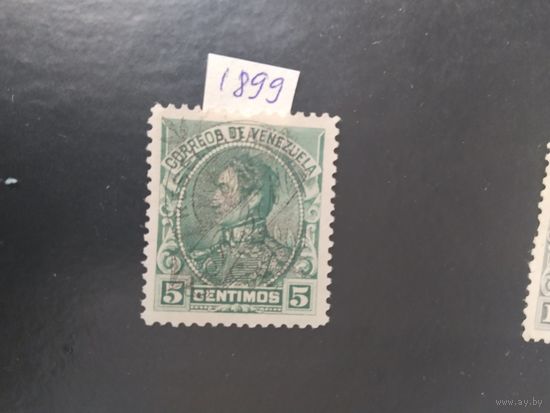 1899
CORREOS DE VENEZUELA
5 CENTIMOS 5
www.ay.by